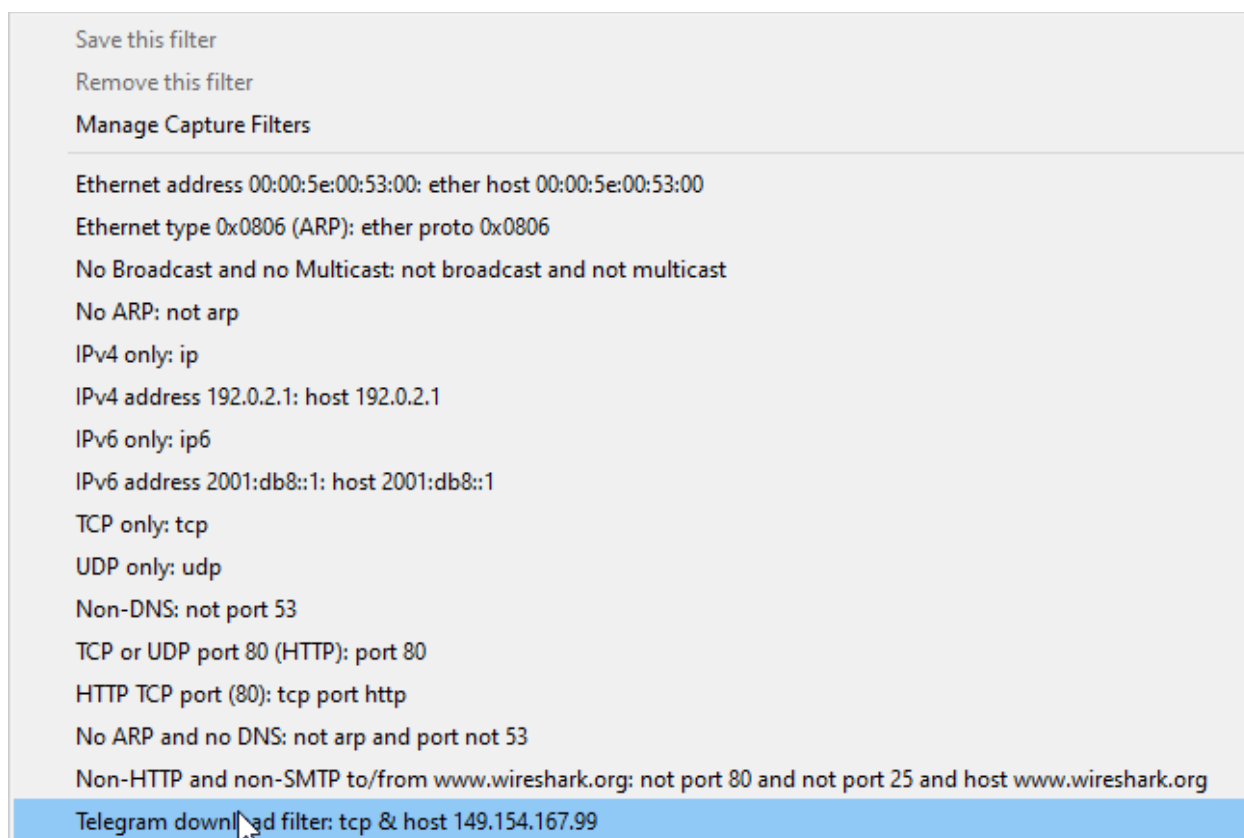 Save this filter
Remove this filter
Manage Capture Filters
Ethernet address 00:00:5e:00:53:00: ether host 00:00:5e:00:53:00
Ethernet type 0x0806 (ARP): ether proto 0x0806
No Broadcast and no Multicast: not broadcast and not multicast
No ARP: not arp
IPv4 only: ip
IPv4 address 192.0.2.1: host 192.0.2.1
IPv6 only: ip6
IPv6 address 2001:db8::1: host 2001:db8::1
TCP only: tcp
UDP only: udp
Non-DNS: not port 53
TCP or UDP port 80 (HTTP): port 80
HTTP TCP port (80): tcp port http
No ARP and no DNS: not arp and port not 53
Non-HTTP and non-SMTP to/from www.wireshark.org: not port 80 and not port 25 and host www.wireshark.org
Telegram download filter: tcp & host 149.154.167.99